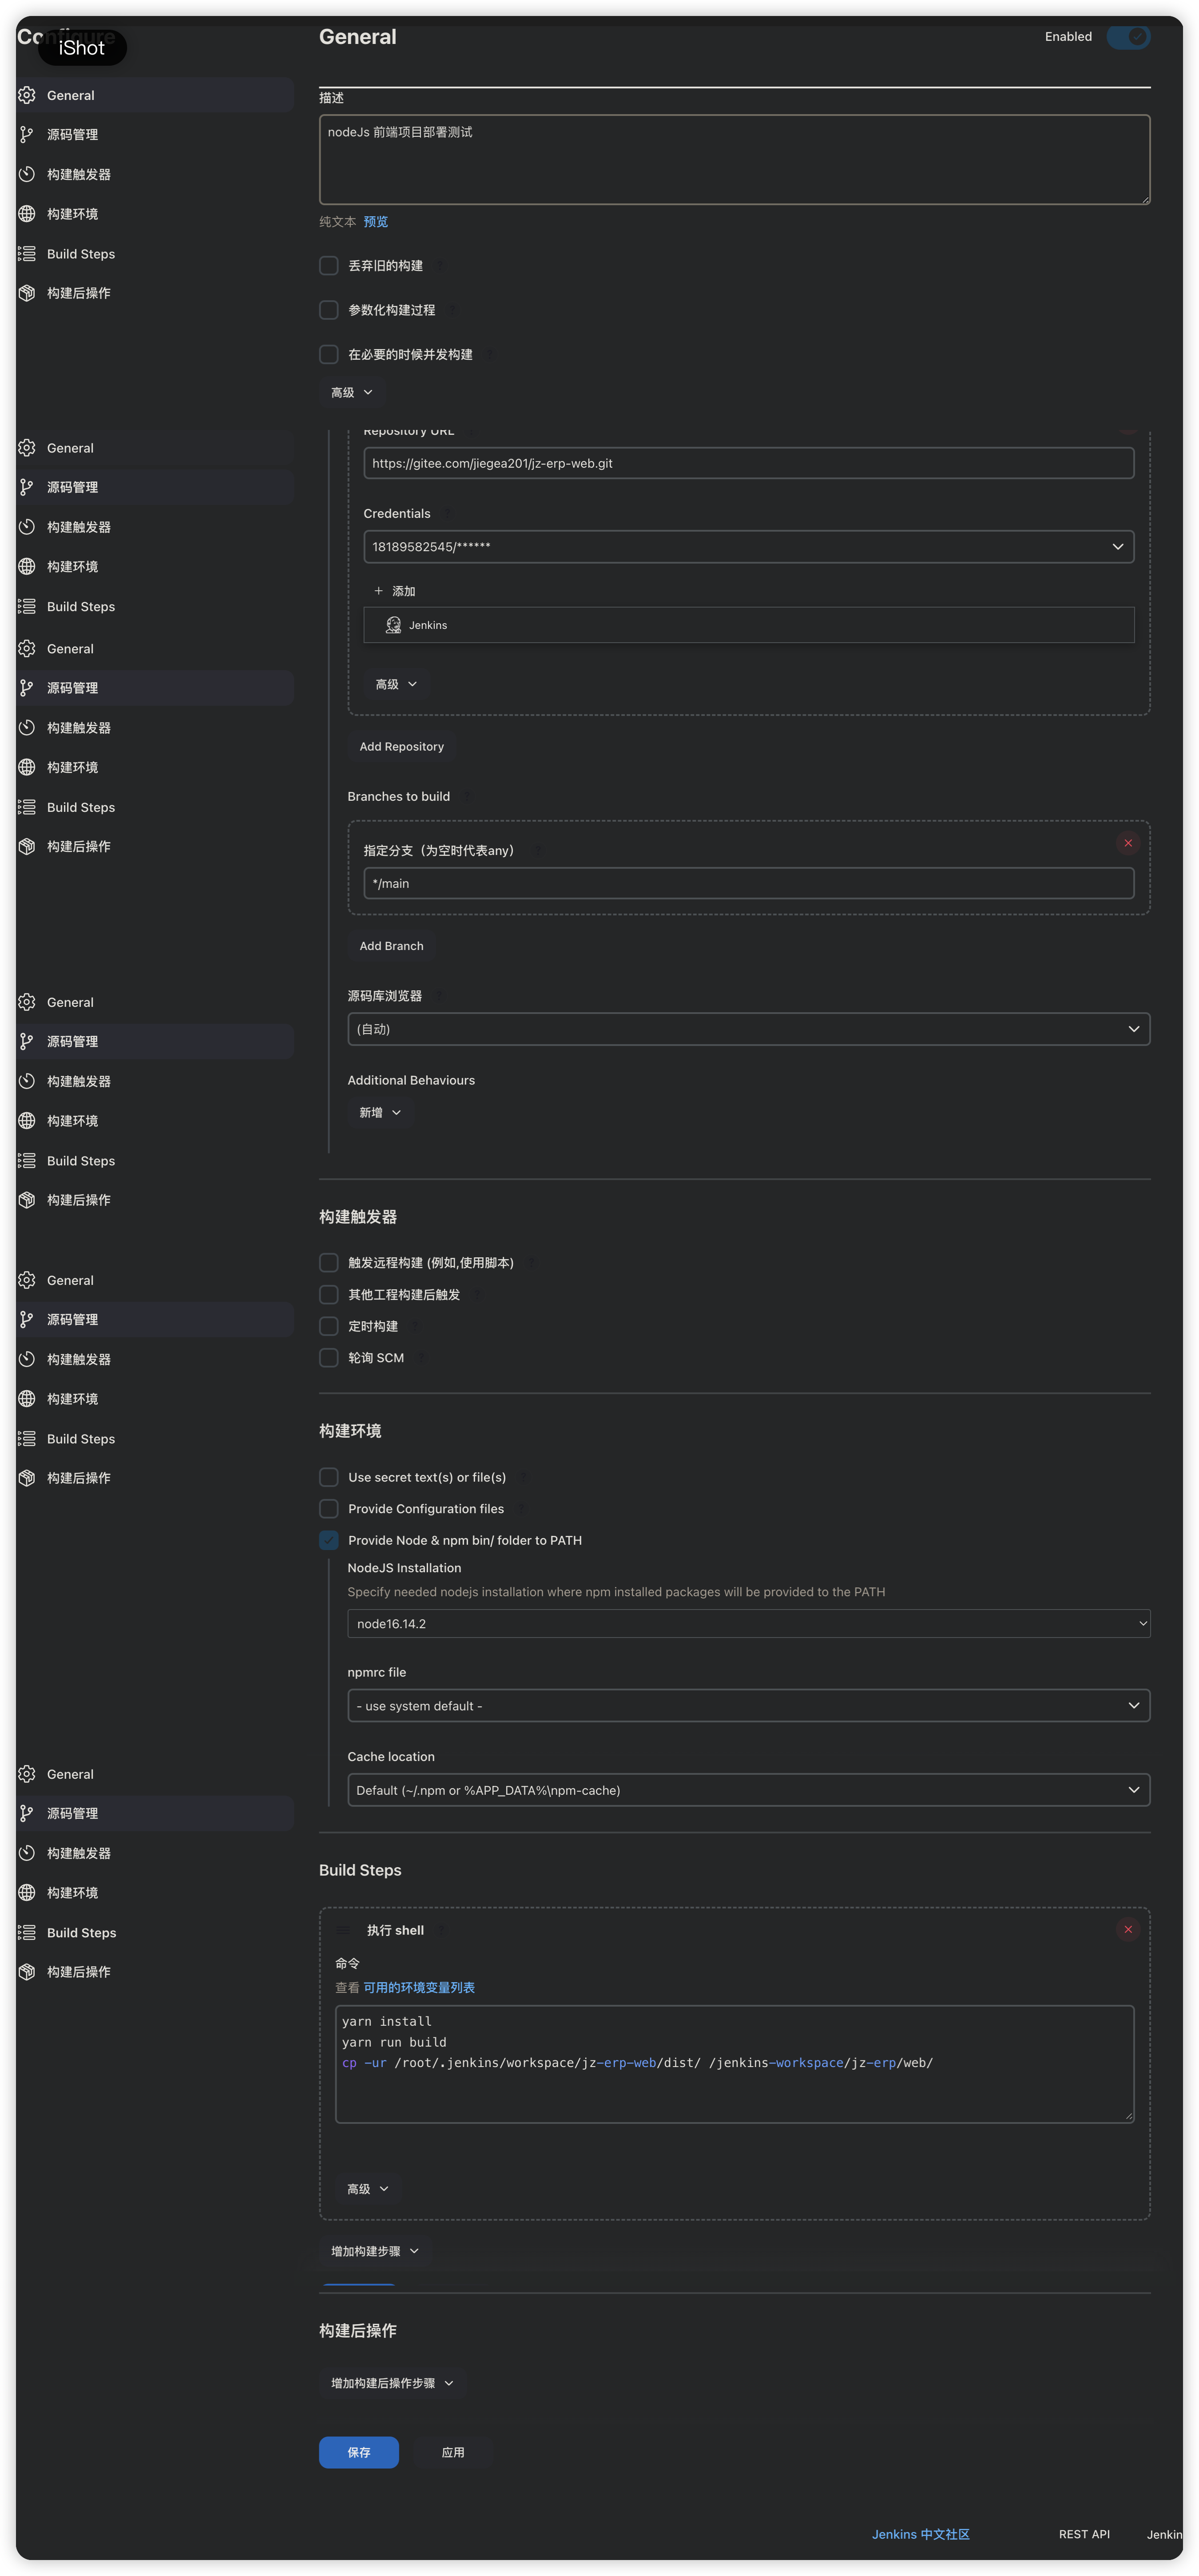 Configure
iShot
General
Enabled
General
源码管理
构建触发器
构建环境
Build Steps
构建后操作
描述
nodeJs 前端项目部署测试
纯文本 预览
丢弃旧的构建
参数化构建过程
在必要的时候并发构建
高级
General
源码管理
构建触发器
构建环境
Build Steps
Repository URL
https://gitee.com/jiegea201/jz-erp-web.git
Credentials
18189582545/******
+ 添加
Jenkins
高级
General
源码管理
构建触发器
构建环境
Build Steps
构建后操作
Add Repository
Branches to build
指定分支（为空时代表any）
*/main
Add Branch
源码库浏览器
(自动)
Additional Behaviours
新增
General
源码管理
构建触发器
构建环境
Build Steps
构建后操作
构建触发器
触发远程构建 (例如,使用脚本)
其他工程构建后触发
定时构建
轮询 SCM
General
源码管理
构建触发器
构建环境
Build Steps
构建后操作
构建环境
Use secret text(s) or file(s)
Provide Configuration files
Provide Node & npm bin/ folder to PATH
NodeJS Installation
Specify needed nodejs installation where npm installed packages will be provided to the PATH
node16.14.2
npmrc file
- use system default -
Cache location
Default (~/.npm or %APP_DATA%\npm-cache)
General
源码管理
构建触发器
构建环境
Build Steps
构建后操作
Build Steps
执行 shell
命令
查看 可用的环境变量列表
yarn install
yarn run build
cp -ur /root/.jenkins/workspace/jz-erp-web/dist/ /jenkins-workspace/jz-erp/web/
高级
增加构建步骤
构建后操作
增加构建后操作步骤
保存
应用
Jenkins 中文社区
REST API
Jenkin